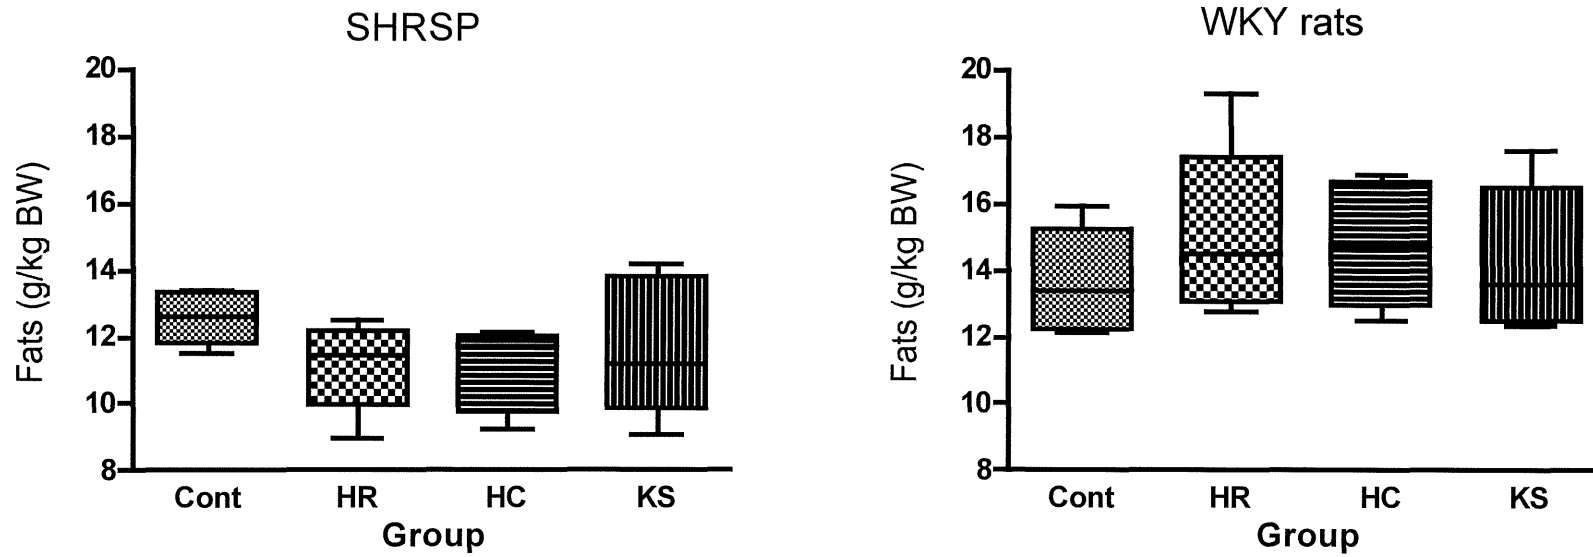 SHRSP
Fats (g/kg BW)
20
18
16
14
12
10
8
Cont HR HC KS
Group
WKY rats
Fats (g/kg BW)
20
18
16
14
12
10
8
Cont HR HC KS
Group